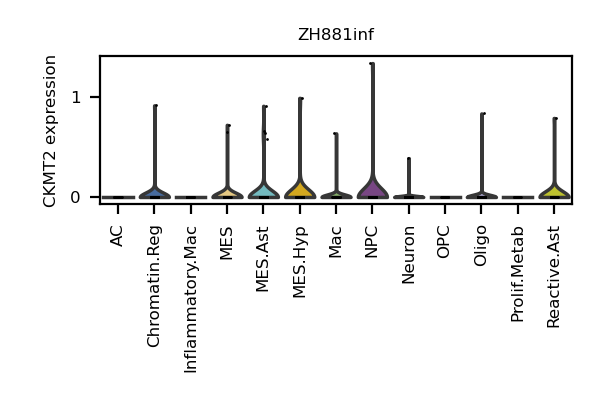 ZH881inf
CKMT2 expression
1
0
AC
Chromatin.Reg
Inflammatory.Mac
MES
MES.Ast
MES.Hyp
Mac
NPC
Neuron
OPC
Oligo
Prolif.Metab
Reactive.Ast